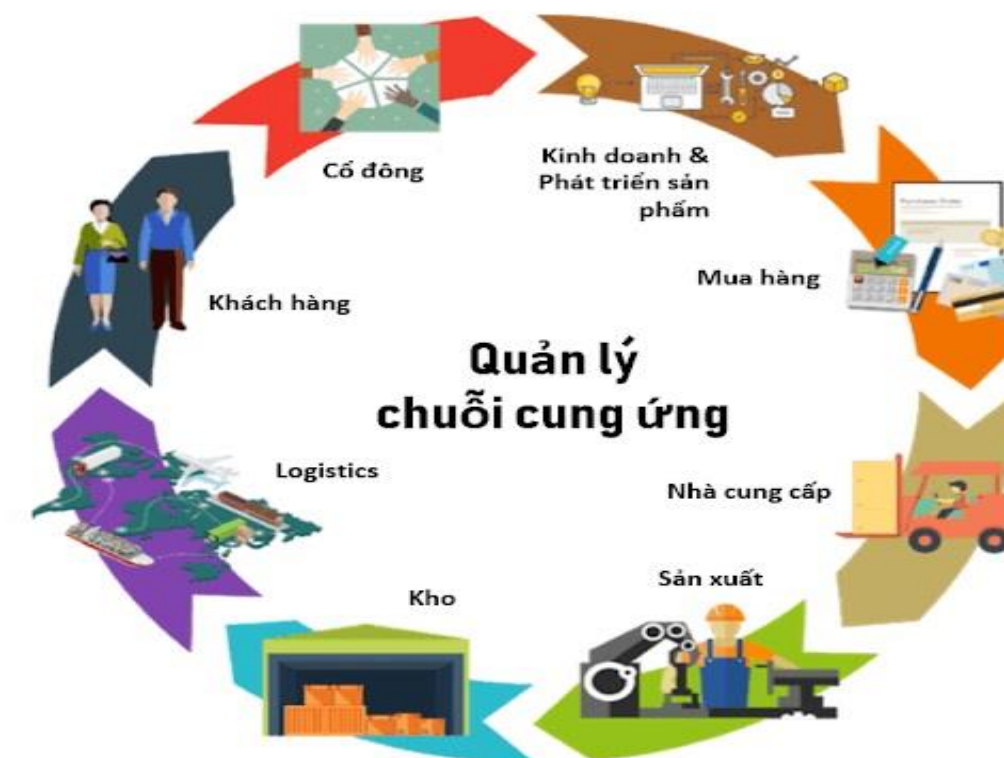 Cổ đông
Kinh doanh &
Phát triển sản
phẩm
Mua hàng
Khách hàng
Quản lý
chuỗi cung ứng
Logistics
Nhà cung cấp
Sản xuất
Kho